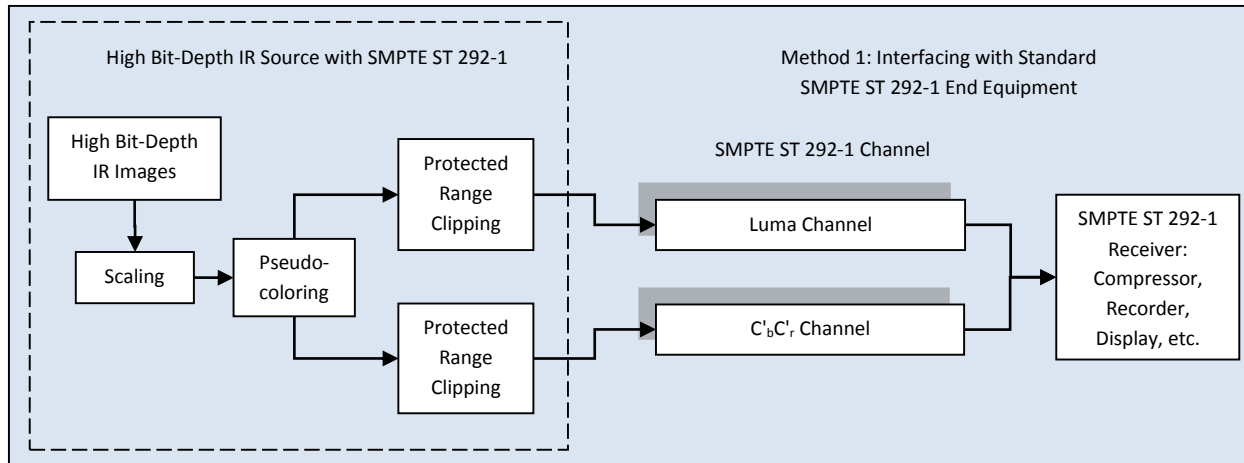 High Bit-Depth IR Source with SMPTE ST 292-1
Method 1: Interfacing with Standard
SMPTE ST 292-1 End Equipment
High Bit-Depth
IR Images
Scaling
Pseudo-
coloring
Protected
Range
Clipping
Protected
Range
Clipping
SMPTE ST 292-1 Channel
Luma Channel
C'bC'r Channel
SMPTE ST 292-1
Receiver:
Compressor,
Recorder,
Display, etc.